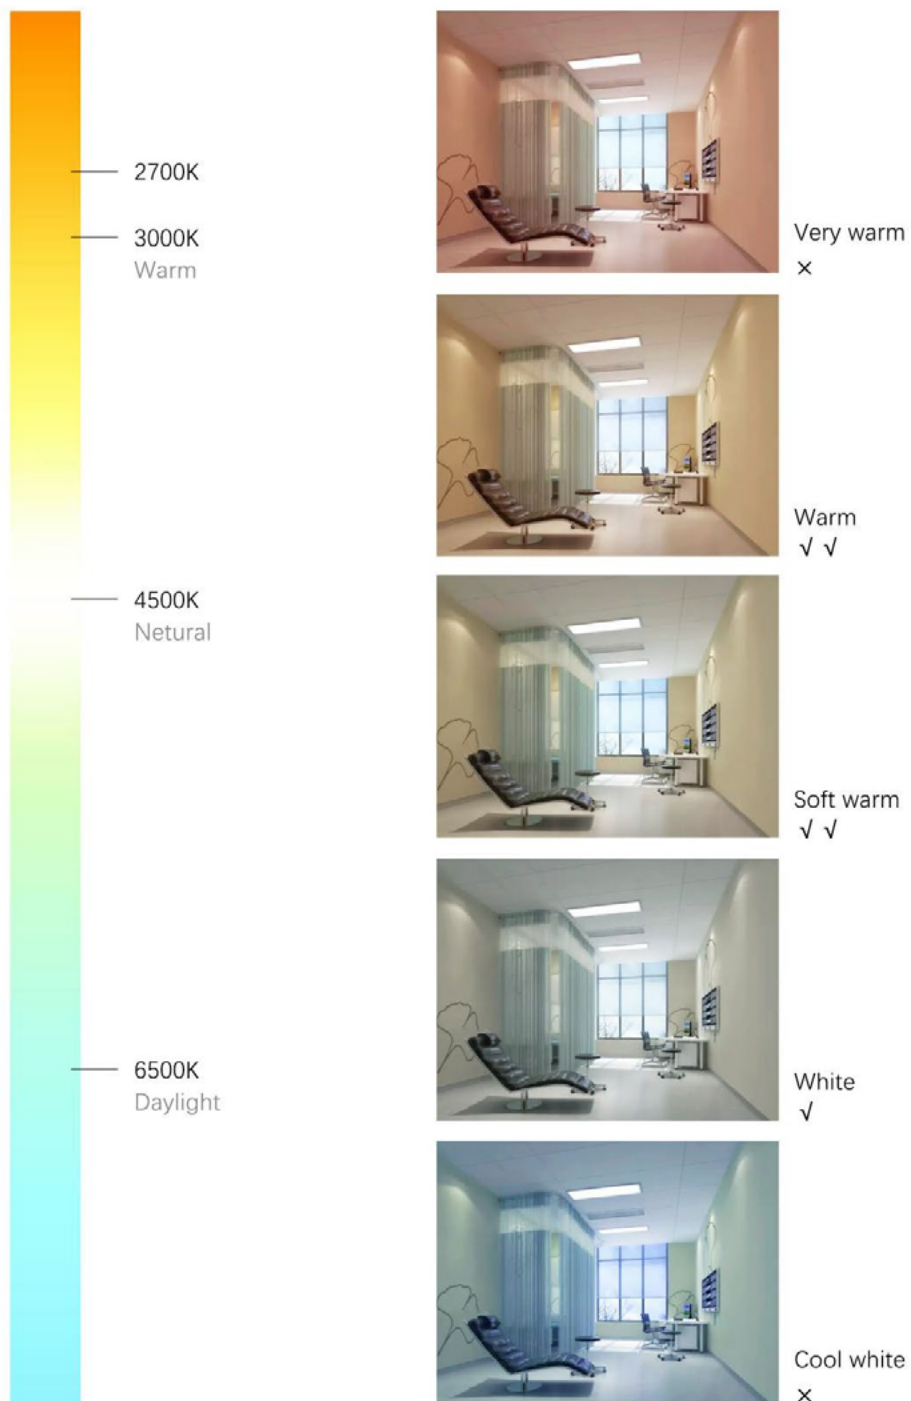 2700K
3000K
Warm
4500K
Netural
6500K
Daylight
Very warm
×
Warm
√ √
Soft warm
√ √
White
√
Cool white
×